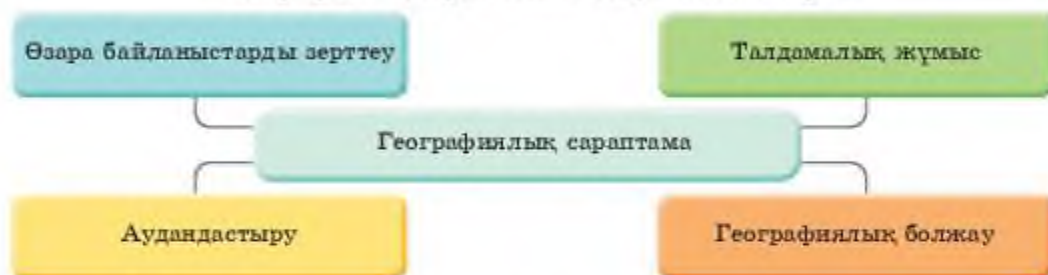 Өзара байланыстарды зерттеу
Талдамалық жұмыс
Географиялық сараптама
Аудандастыру
Географиялық болжау